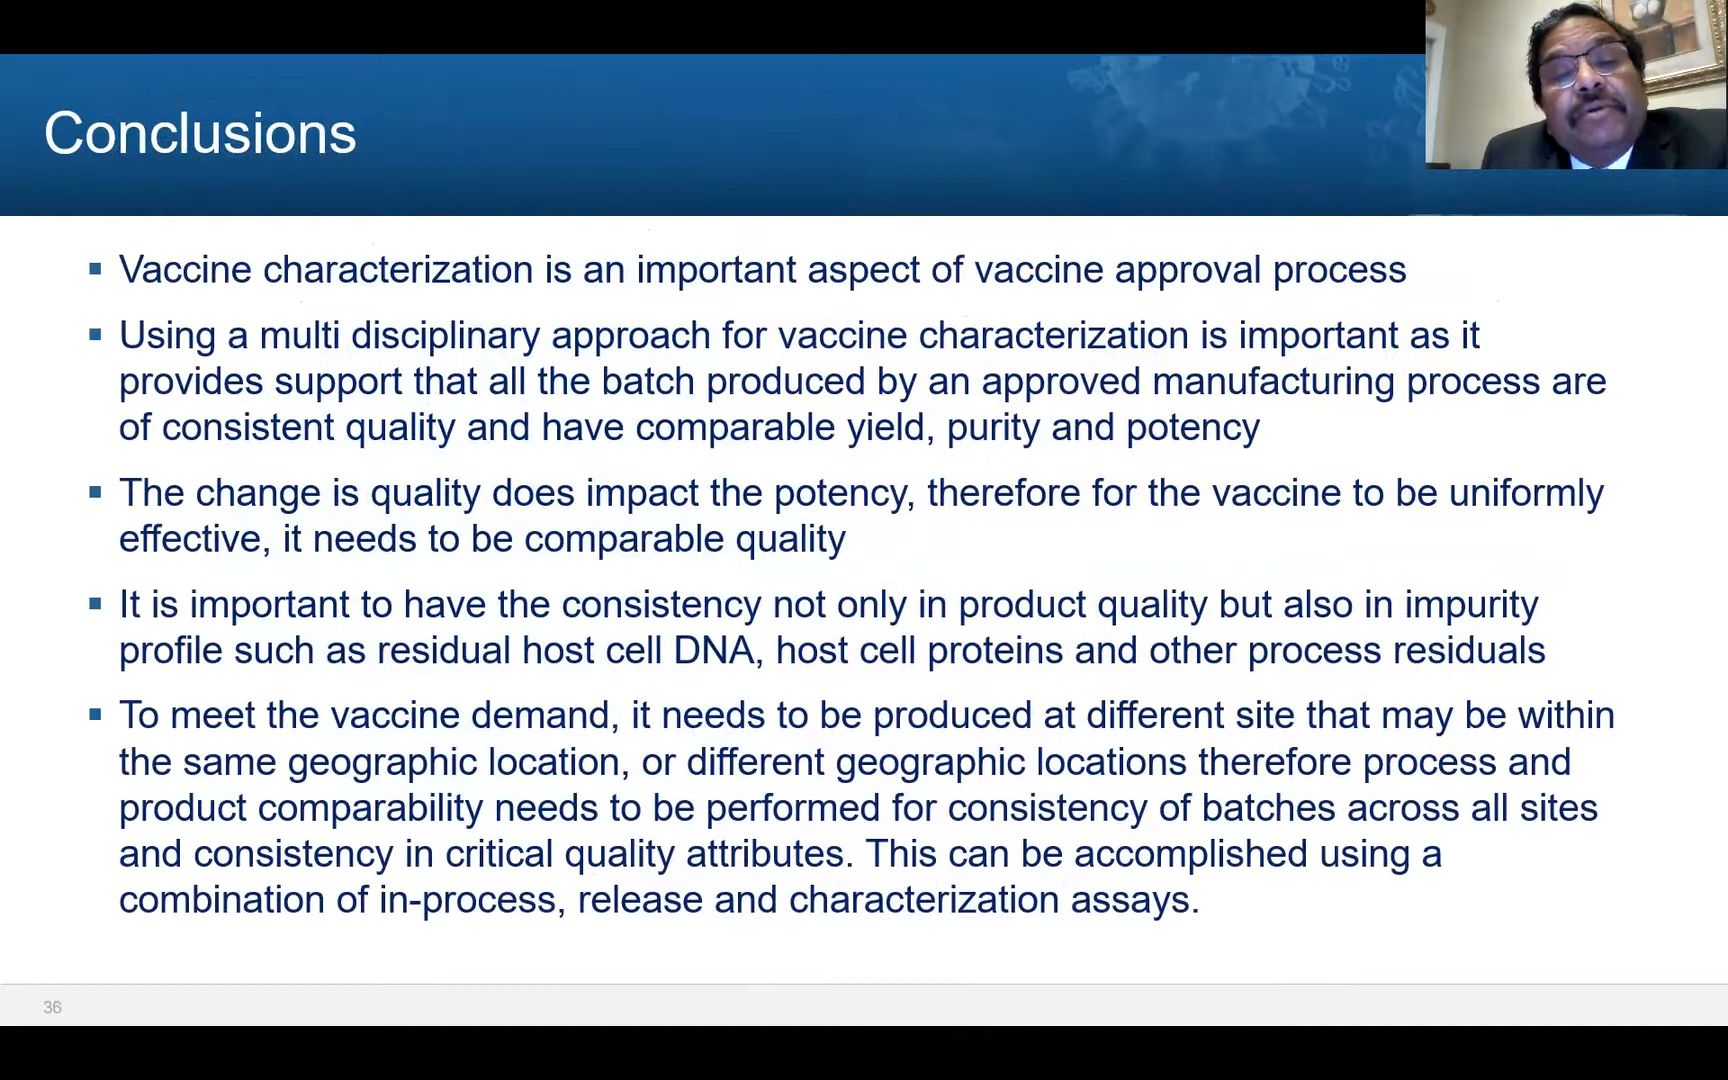 Conclusions
▪ Vaccine characterization is an important aspect of vaccine approval process
▪ Using a multi disciplinary approach for vaccine characterization is important as it
provides support that all the batch produced by an approved manufacturing process are
of consistent quality and have comparable yield, purity and potency
▪ The change is quality does impact the potency, therefore for the vaccine to be uniformly
effective, it needs to be comparable quality
▪ It is important to have the consistency not only in product quality but also in impurity
profile such as residual host cell DNA, host cell proteins and other process residuals
▪ To meet the vaccine demand, it needs to be produced at different site that may be within
the same geographic location, or different geographic locations therefore process and
product comparability needs to be performed for consistency of batches across all sites
and consistency in critical quality attributes. This can be accomplished using a
combination of in-process, release and characterization assays.
36